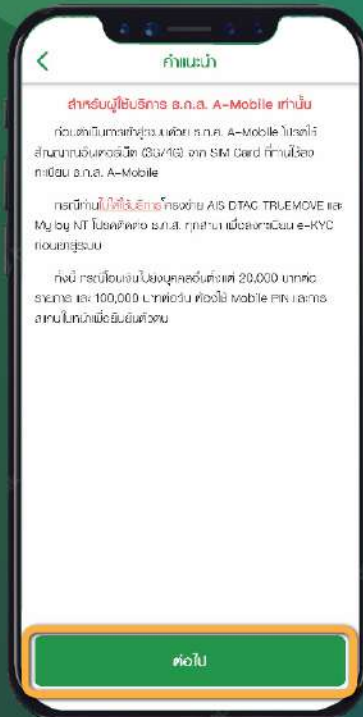 คำแนะนำ
สำหรับผู้ใช้บริการ ธ.ก.ส. A-Mobile เท่านั้น
ก่อนดำเนินการเข้าสู่ระบบด้วย ธ.ก.ส. A-Mobile โปรดใช้
สัญญาณอินเตอร์เน็ต (3G/4G) จาก SIM Card ที่ท่านใช้ลง
ทะเบียน ธ.ก.ส. A-Mobile
กรณีท่านไม่ได้ใช้บริการโครงข่าย AIS DTAC TRUEMOVE และ
My by NT โปรดติดต่อ ธ.ก.ส. ทุกสาขา เพื่อลงทะเบียน e-KYC
ก่อนเข้าสู่ระบบ
ทั้งนี้ กรณีโอนเงินไปยังบุคคลอื่นตั้งแต่ 20,000 บาทต่อ
รายการ และ 100,000 บาทต่อวัน ต้องใช้ Mobile PIN และการ
สแกนใบหน้าเพื่อยืนยันตัวตน
ต่อไป